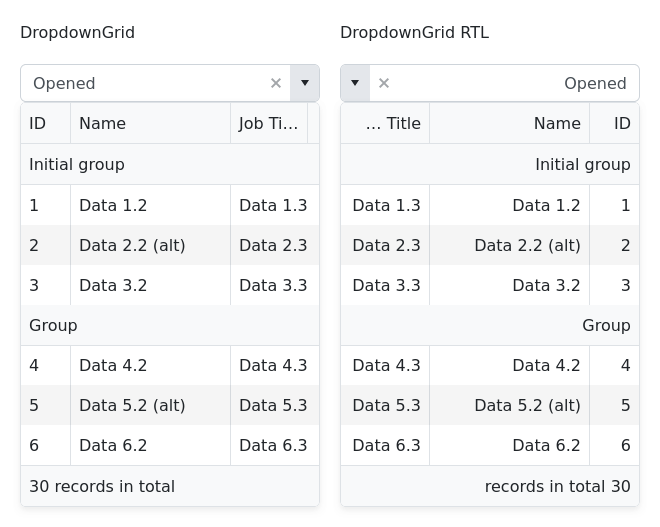 DropdownGrid
Opened
ID Name Job Ti...
Initial group
1 Data 1.2 Data 1.3
2 Data 2.2 (alt) Data 2.3
3 Data 3.2 Data 3.3
Group
4 Data 4.2 Data 4.3
5 Data 5.2 (alt) Data 5.3
6 Data 6.2 Data 6.3
30 records in total
DropdownGrid RTL
Opened
... Title Name ID
Initial group
Data 1.3 Data 1.2 1
Data 2.3 Data 2.2 (alt) 2
Data 3.3 Data 3.2 3
Group
Data 4.3 Data 4.2 4
Data 5.3 Data 5.2 (alt) 5
Data 6.3 Data 6.2 6
records in total 30